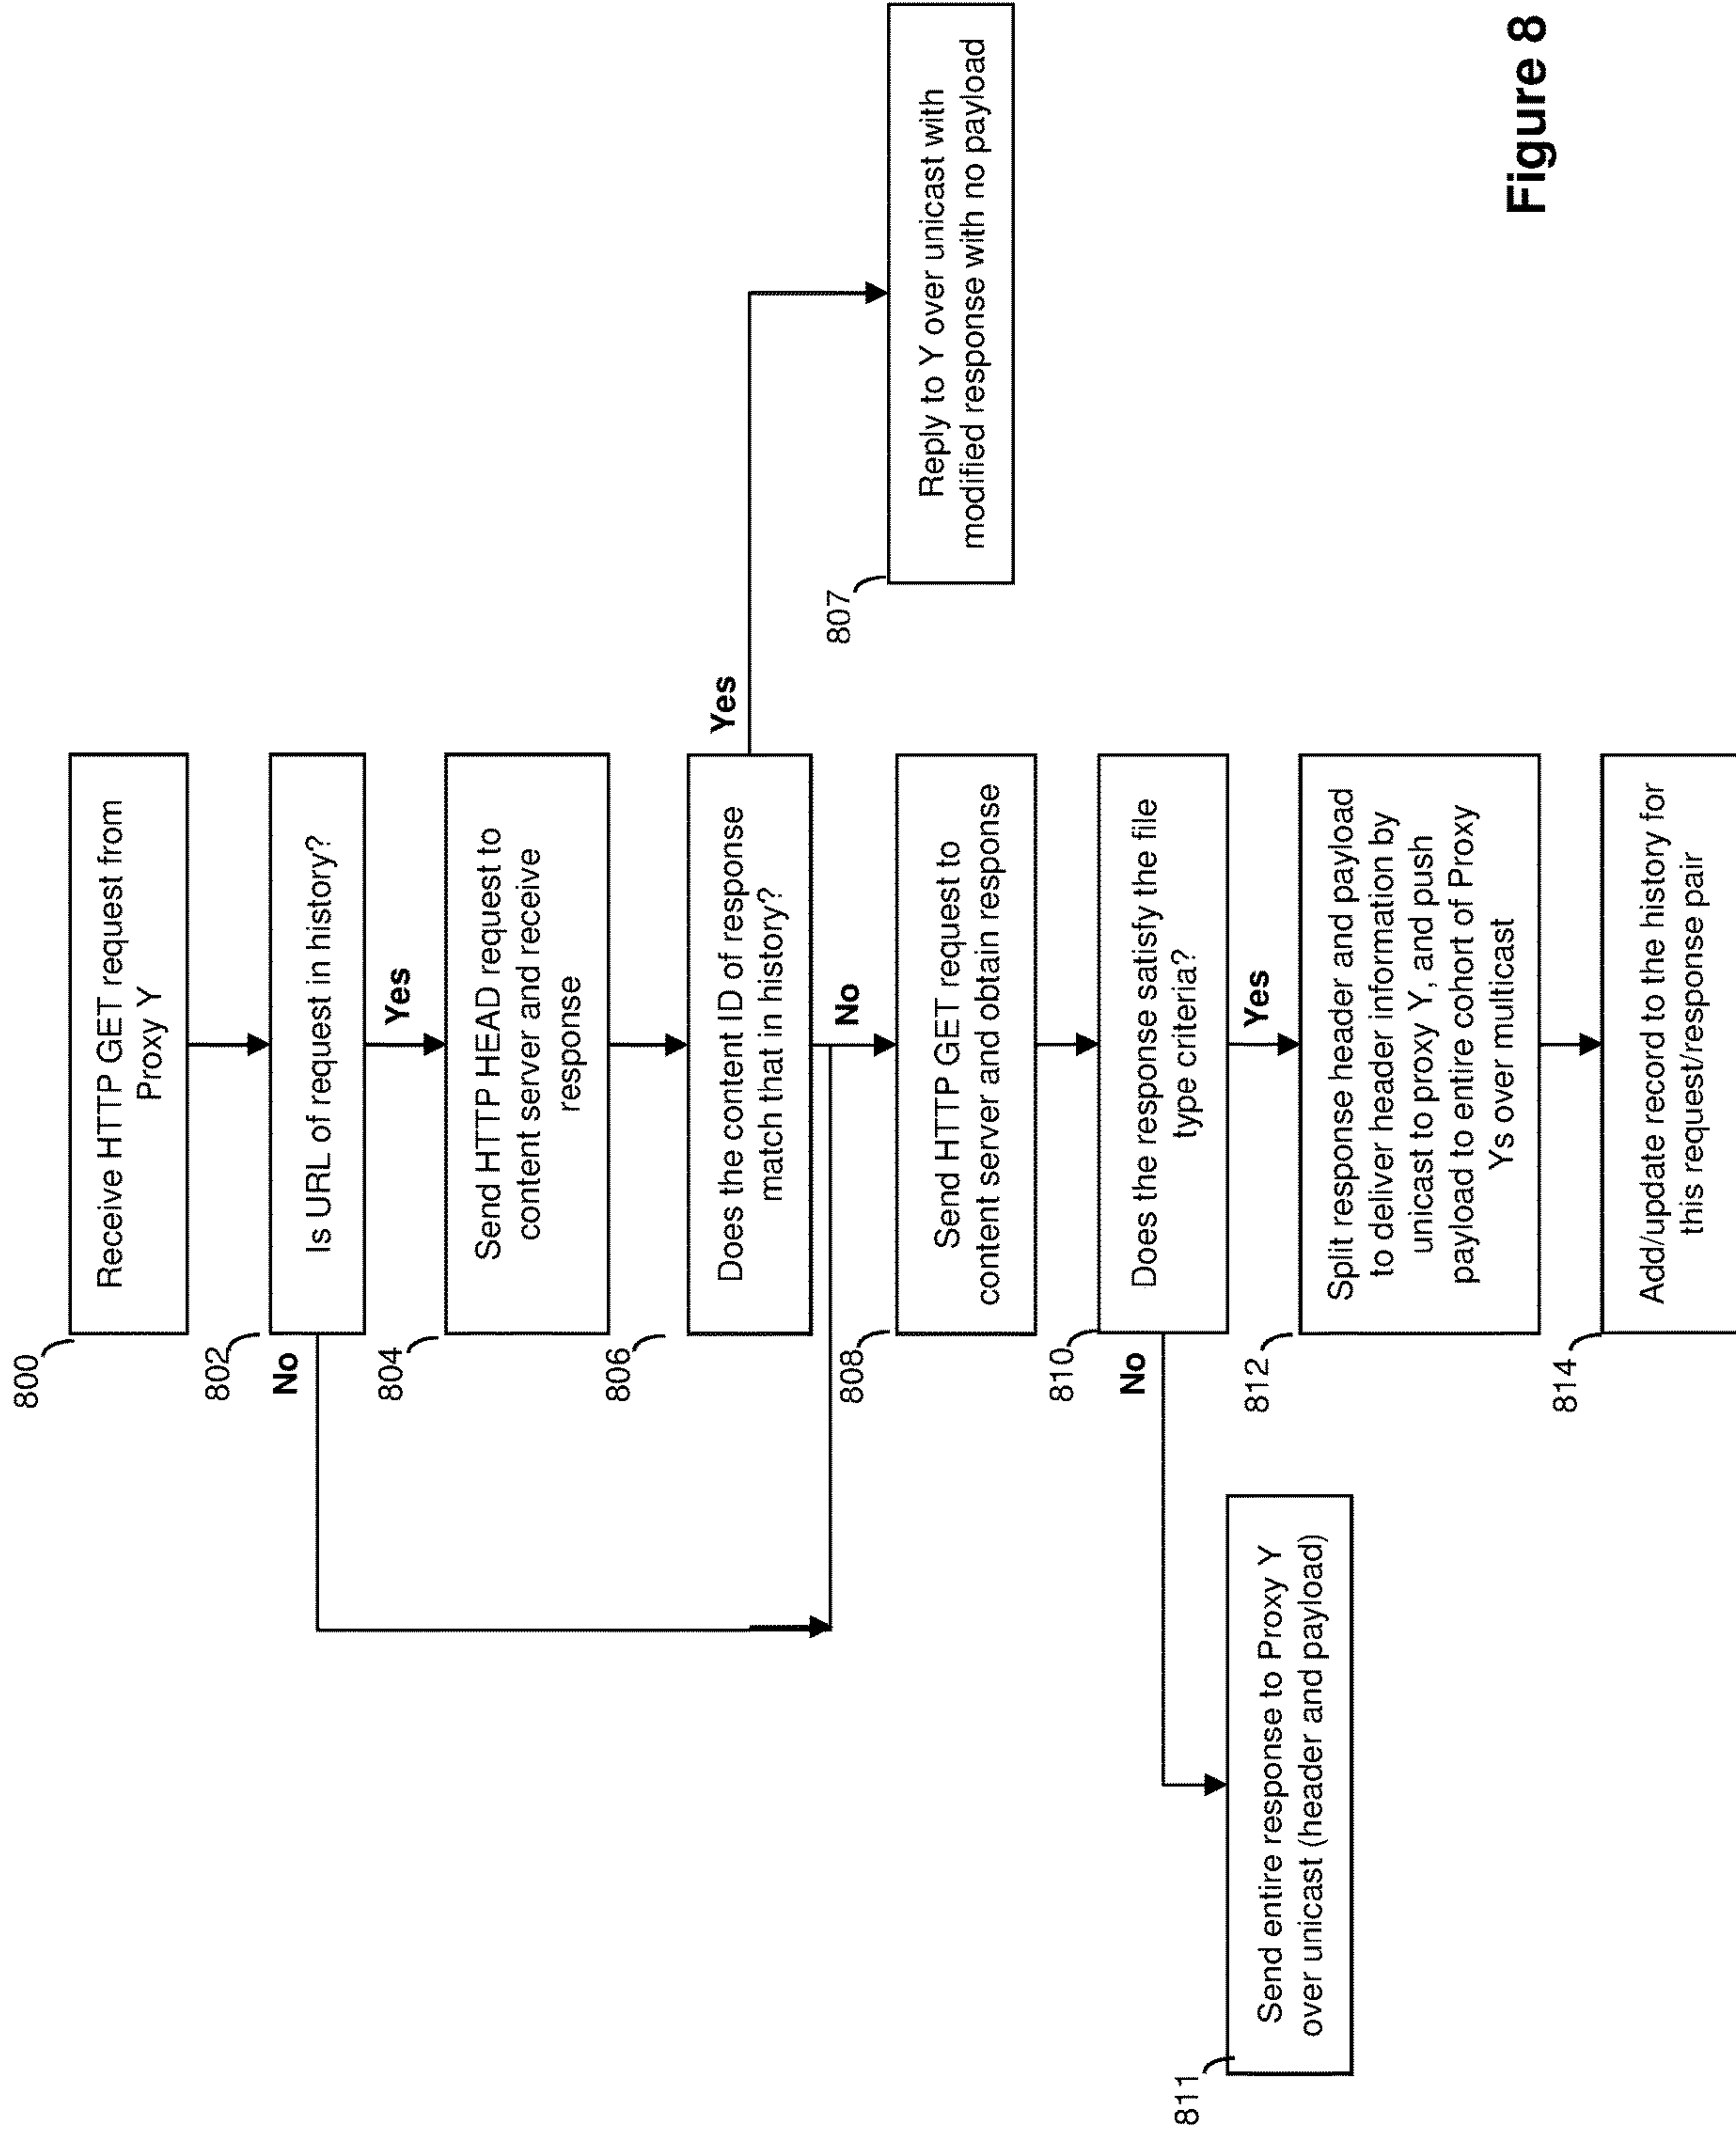 800
Receive HTTP GET request from
Proxy Y
802
Is URL of request in history?
No
Yes
804
Send HTTP HEAD request to
content server and receive
response
806
Does the content ID of response
match that in history?
Yes
No
807
Reply to Y over unicast with
modified response with no payload
808
Send HTTP GET request to
content server and obtain response
810
Does the response satisfy the file
type criteria?
No
Yes
811
Send entire response to Proxy Y
over unicast (header and payload)
812
Split response header and payload
to deliver header information by
unicast to proxy Y, and push
payload to entire cohort of Proxy
Ys over multicast
814
Add/update record to the history for
this request/response pair
Figure 8